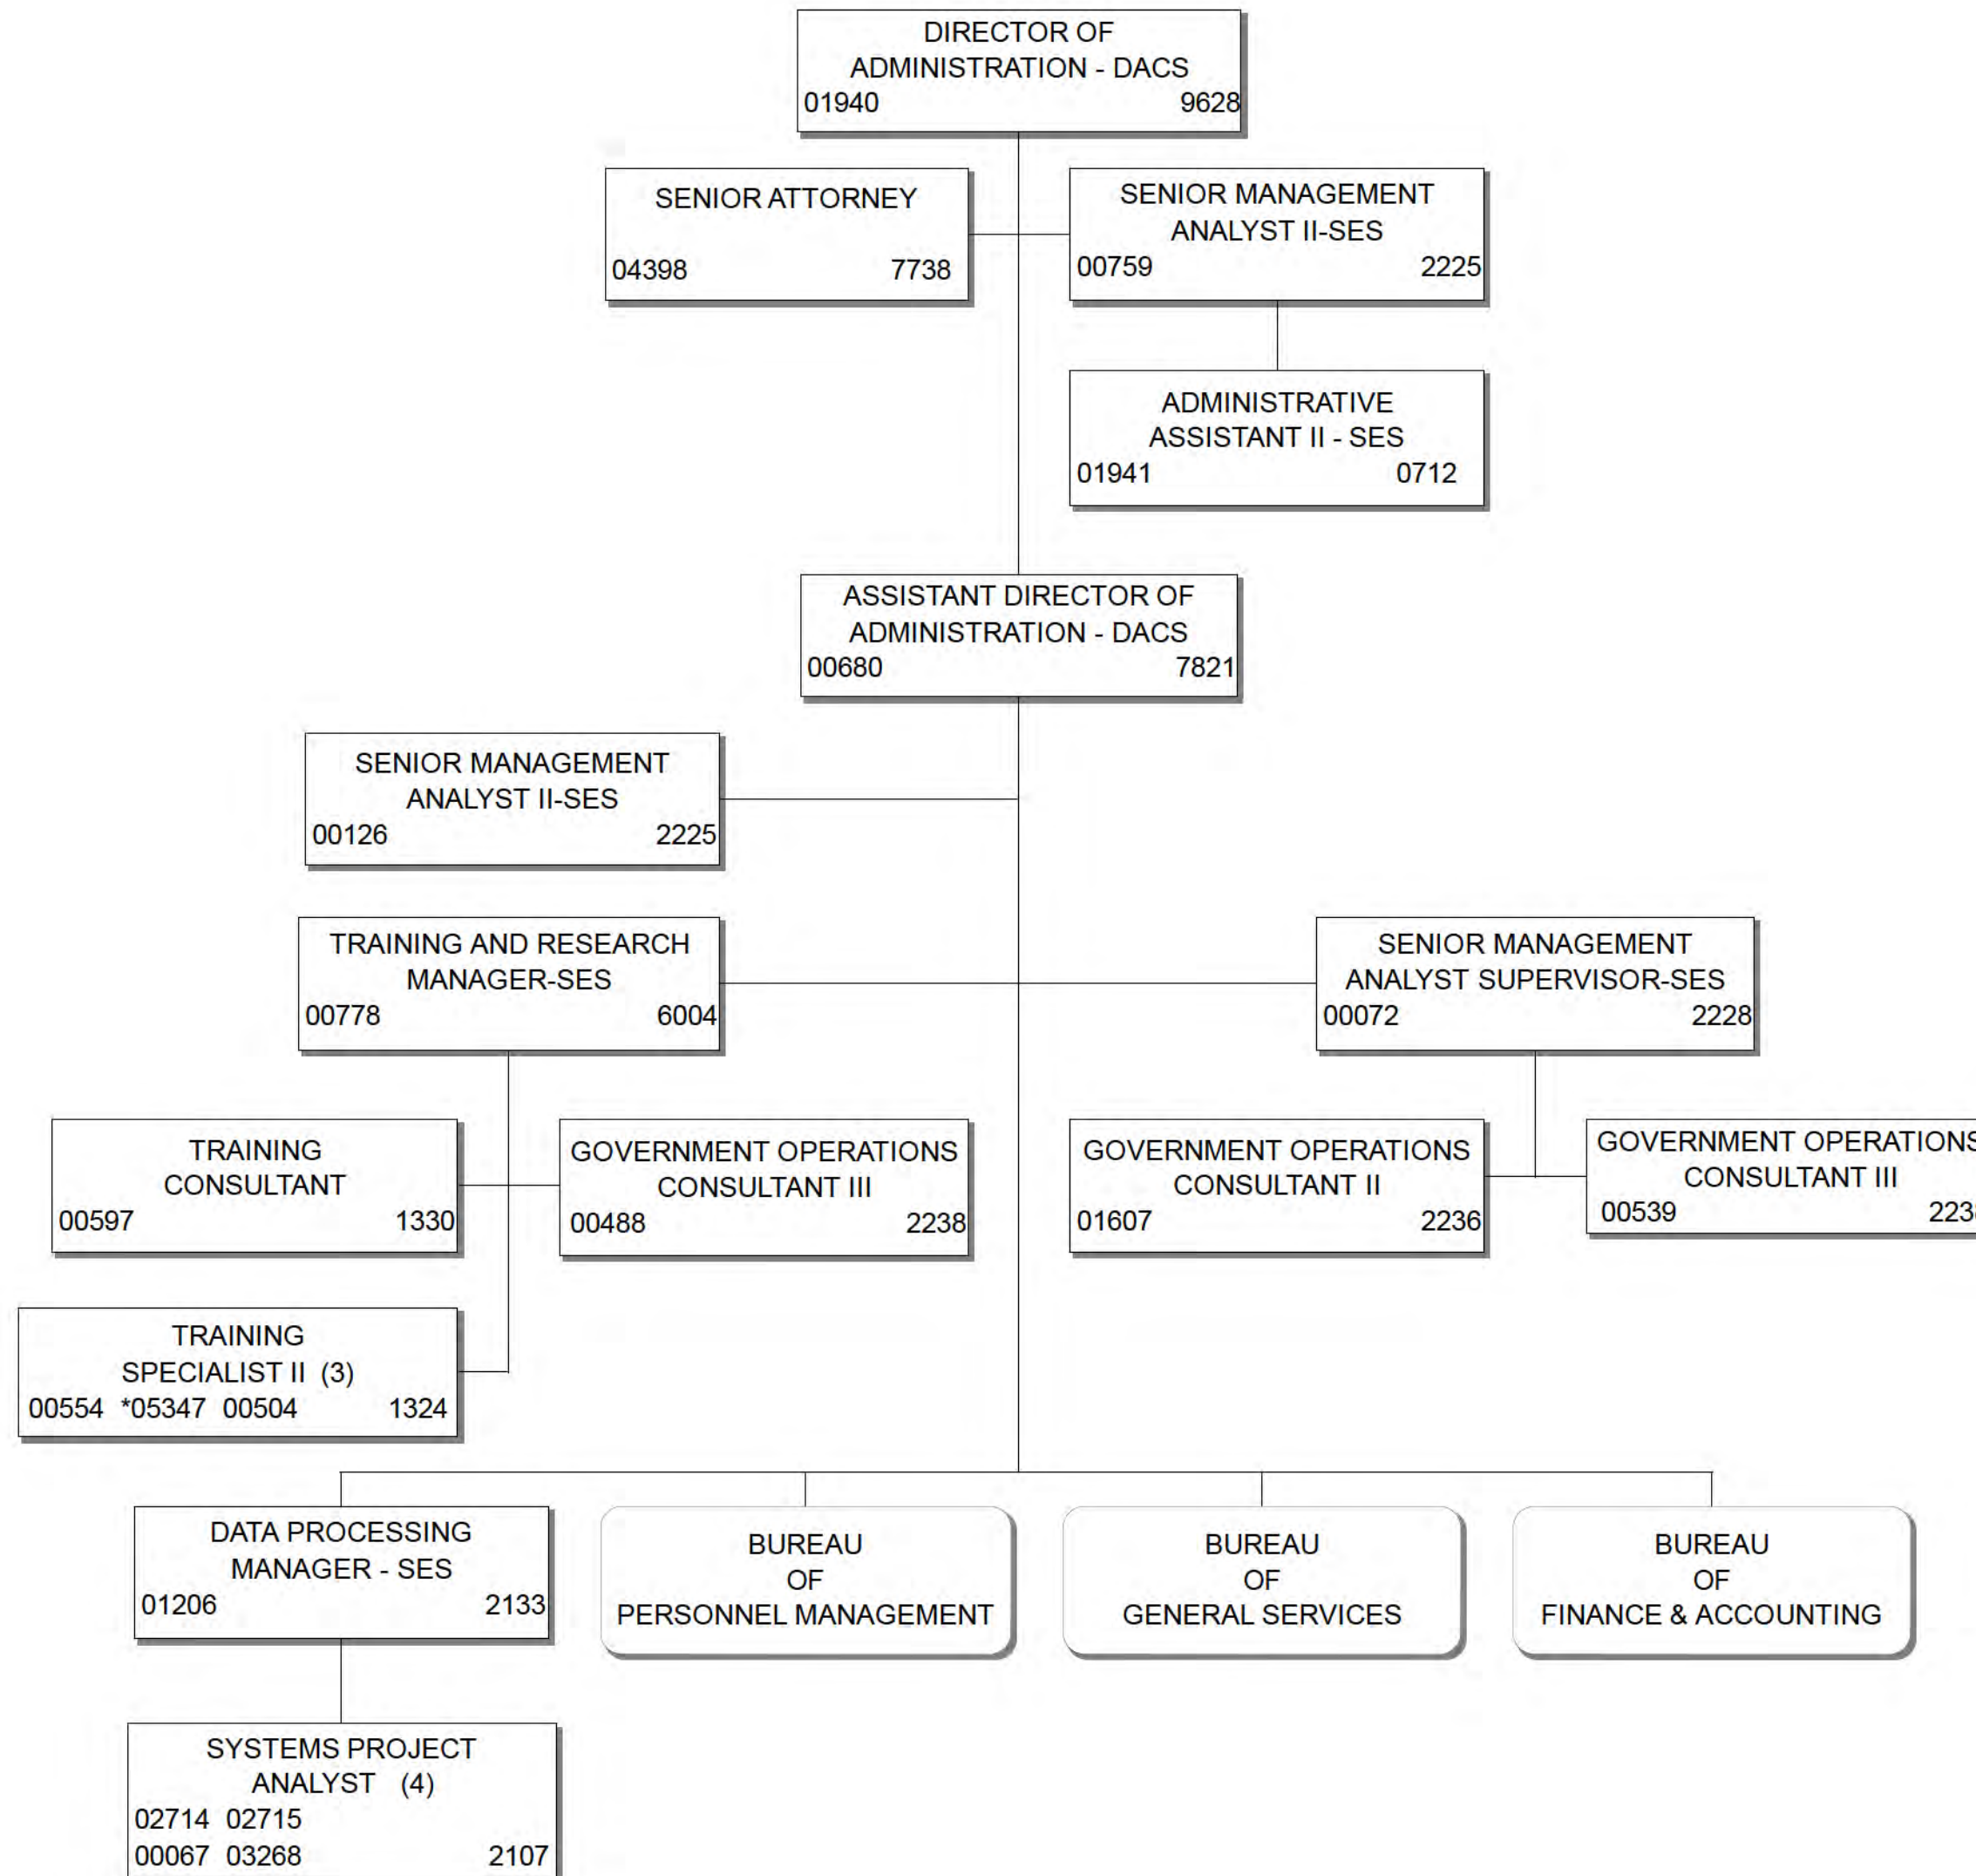 DIRECTOR OF
ADMINISTRATION - DACS
01940 9628
SENIOR ATTORNEY
04398 7738
SENIOR MANAGEMENT
ANALYST II-SES
00759 2225
ADMINISTRATIVE
ASSISTANT II - SES
01941 0712
ASSISTANT DIRECTOR OF
ADMINISTRATION - DACS
00680 7821
SENIOR MANAGEMENT
ANALYST II-SES
00126 2225
TRAINING AND RESEARCH
MANAGER-SES
00778 6004
SENIOR MANAGEMENT
ANALYST SUPERVISOR-SES
00072 2228
TRAINING
CONSULTANT
00597 1330
GOVERNMENT OPERATIONS
CONSULTANT III
00488 2238
GOVERNMENT OPERATIONS
CONSULTANT II
01607 2236
GOVERNMENT OPERATIONS
CONSULTANT III
00539
TRAINING
SPECIALIST II (3)
00554 *05347 00504 1324
DATA PROCESSING
MANAGER - SES
01206 2133
BUREAU
OF
PERSONNEL MANAGEMENT
BUREAU
OF
GENERAL SERVICES
BUREAU
OF
FINANCE & ACCOUNTING
SYSTEMS PROJECT
ANALYST (4)
02714 02715
00067 03268 2107